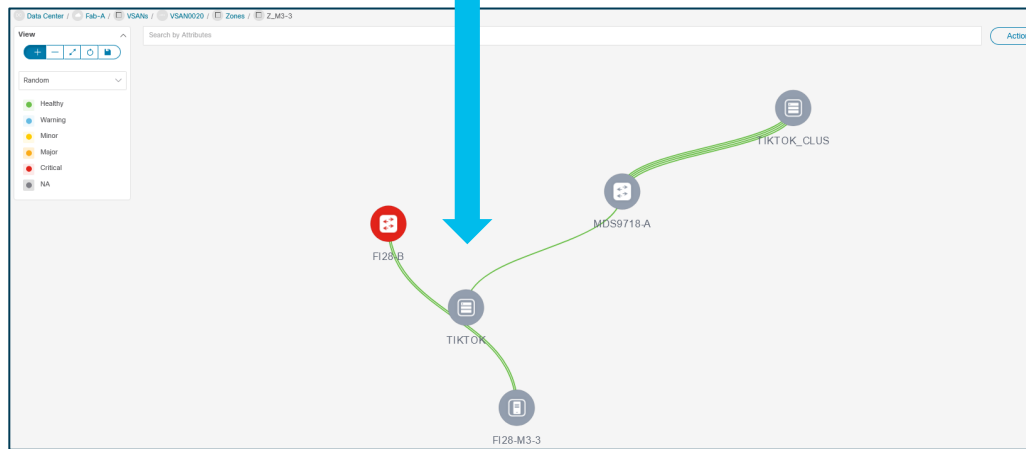 Data Center / Fab-A / VSANs / VSAN0020 / Zones / Z_M3-3
View
Search by Attributes
Action
Random
Healthy
Warning
Minor
Major
Critical
NA
TIKTOK_CLUS
MDS9718-A
FI28-B
TIKTOK
FI28-M3-3